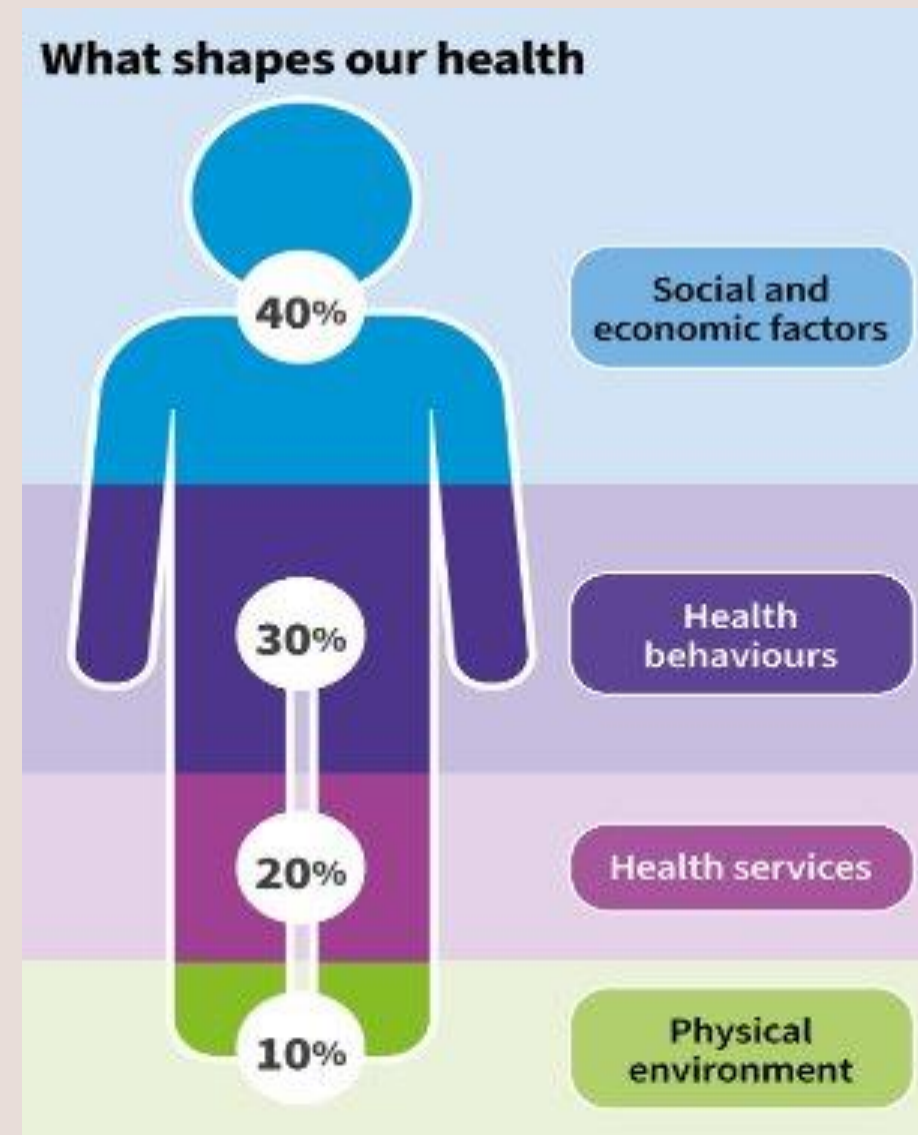 What shapes our health
40%
Social and
economic factors
30%
Health
behaviours
20%
Health services
10%
Physical
environment